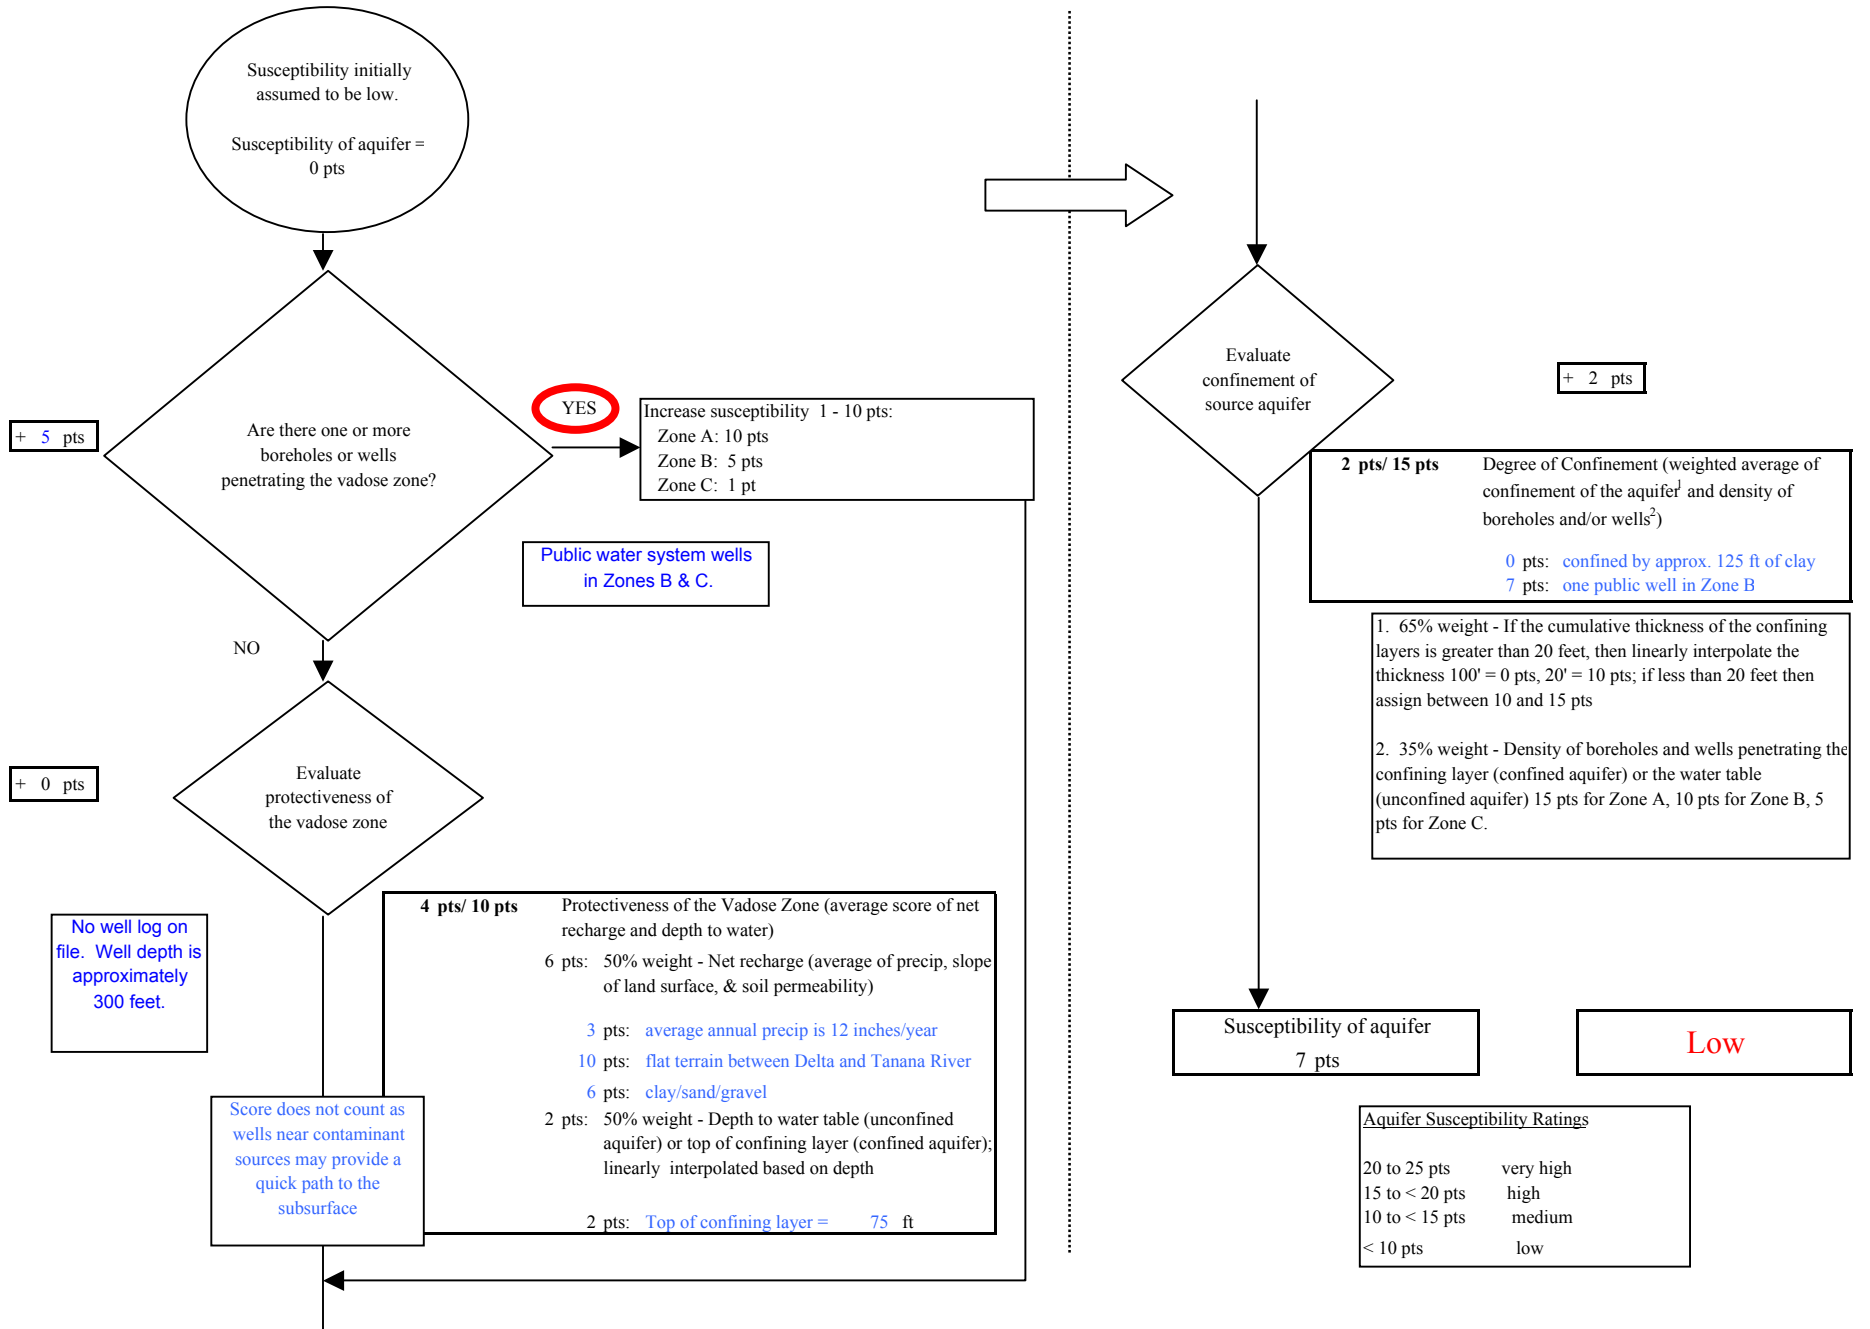 Susceptibility initially
assumed to be low.
Susceptibility of aquifer =
0 pts
+ 5 pts
Are there one or more
boreholes or wells
penetrating the vadose zone?
YES
Increase susceptibility 1 - 10 pts:
Zone A: 10 pts
Zone B: 5 pts
Zone C: 1 pt
Public water system wells
in Zones B & C.
NO
+ 0 pts
Evaluate
protectiveness of
the vadose zone
No well log on
file. Well depth is
approximately
300 feet.
4 pts/ 10 pts Protectiveness of the Vadose Zone (average score of net
recharge and depth to water)
6 pts: 50% weight - Net recharge (average of precip, slope
of land surface, & soil permeability)
3 pts: average annual precip is 12 inches/year
10 pts: flat terrain between Delta and Tanana River
6 pts: clay/sand/gravel
2 pts: 50% weight - Depth to water table (unconfined
aquifer) or top of confining layer (confined aquifer);
linearly interpolated based on depth
2 pts: Top of confining layer = 75 ft
Score does not count as
wells near contaminant
sources may provide a
quick path to the
subsurface
Evaluate
confinement of
source aquifer
+ 2 pts
2 pts/ 15 pts Degree of Confinement (weighted average of
confinement of the aquifer1 and density of
boreholes and/or wells2)
0 pts: confined by approx. 125 ft of clay
7 pts: one public well in Zone B
1. 65% weight - If the cumulative thickness of the confining
layers is greater than 20 feet, then linearly interpolate the
thickness 100' = 0 pts, 20' = 10 pts; if less than 20 feet then
assign between 10 and 15 pts
2. 35% weight - Density of boreholes and wells penetrating the
confining layer (confined aquifer) or the water table
(unconfined aquifer) 15 pts for Zone A, 10 pts for Zone B, 5
pts for Zone C.
Susceptibility of aquifer
7 pts
Low
Aquifer Susceptibility Ratings
20 to 25 pts very high
15 to < 20 pts high
10 to < 15 pts medium
< 10 pts low